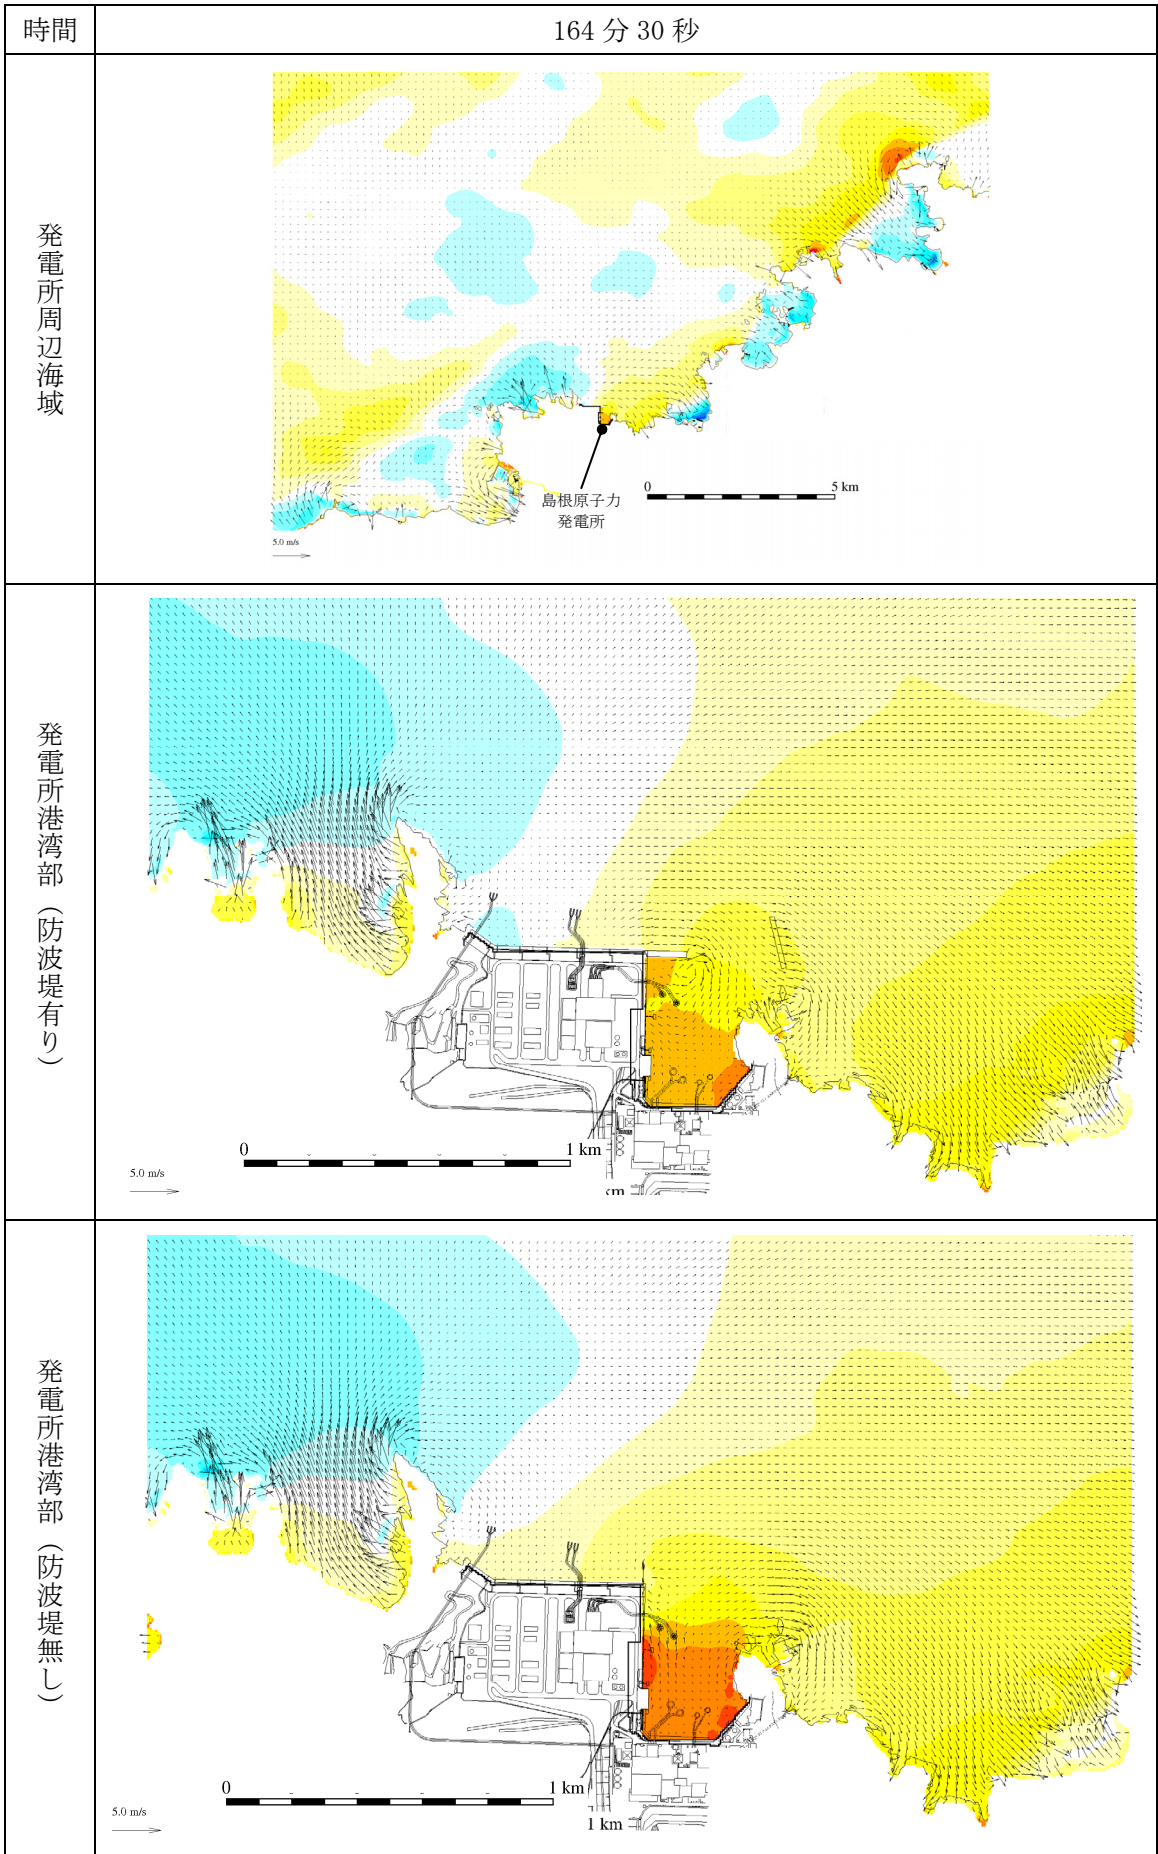 時間
164 分 30 秒
発電所周辺海域
島根原子力
発電所
0
5 km
5.0 m/s
発電所港湾部（防波堤有り）
0
1 km
5.0 m/s
km
発電所港湾部（防波堤無し）
0
1 km
5.0 m/s
1 km